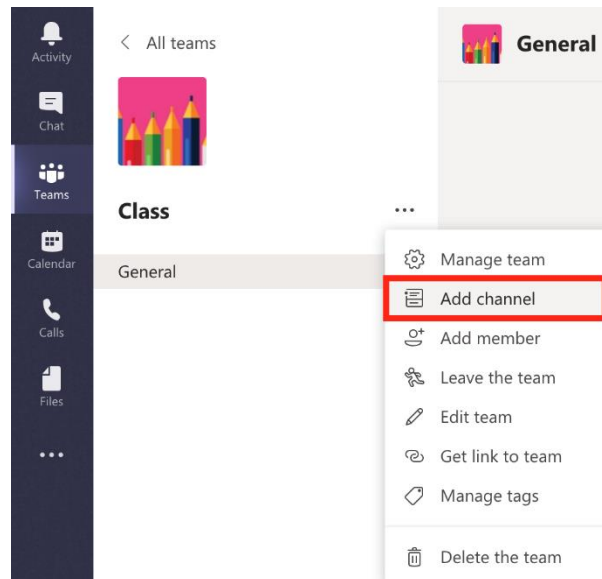 Activity
Chat
Teams
Calendar
Calls
Files
All teams
Class
General
General
Manage team
Add channel
Add member
Leave the team
Edit team
Get link to team
Manage tags
Delete the team